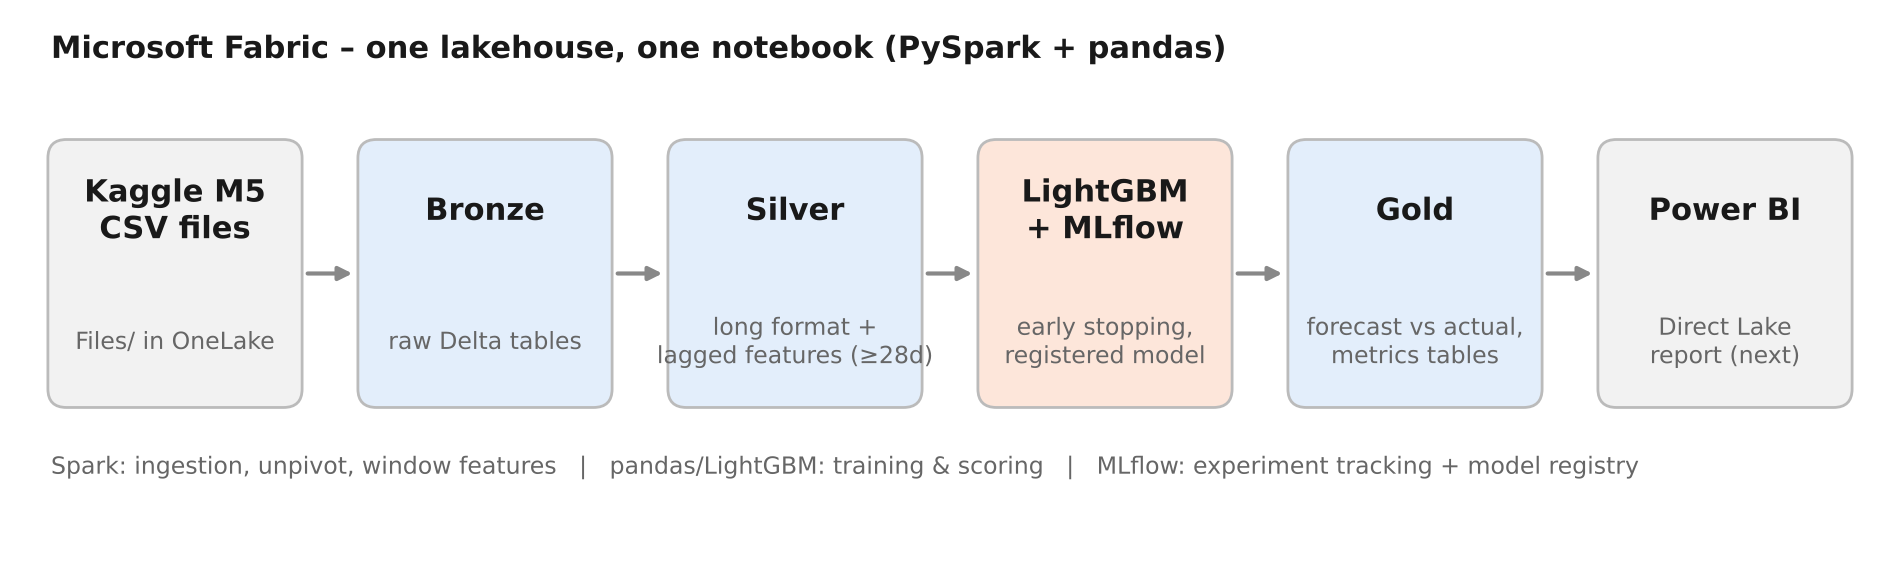 Microsoft Fabric – one lakehouse, one notebook (PySpark + pandas)
Kaggle M5
CSV files
Files/ in OneLake
Bronze
raw Delta tables
Silver
long format +
lagged features (≥28d)
LightGBM
+ MLflow
early stopping,
registered model
Gold
forecast vs actual,
metrics tables
Power BI
Direct Lake
report (next)
Spark: ingestion, unpivot, window features | pandas/LightGBM: training & scoring | MLflow: experiment tracking + model registry